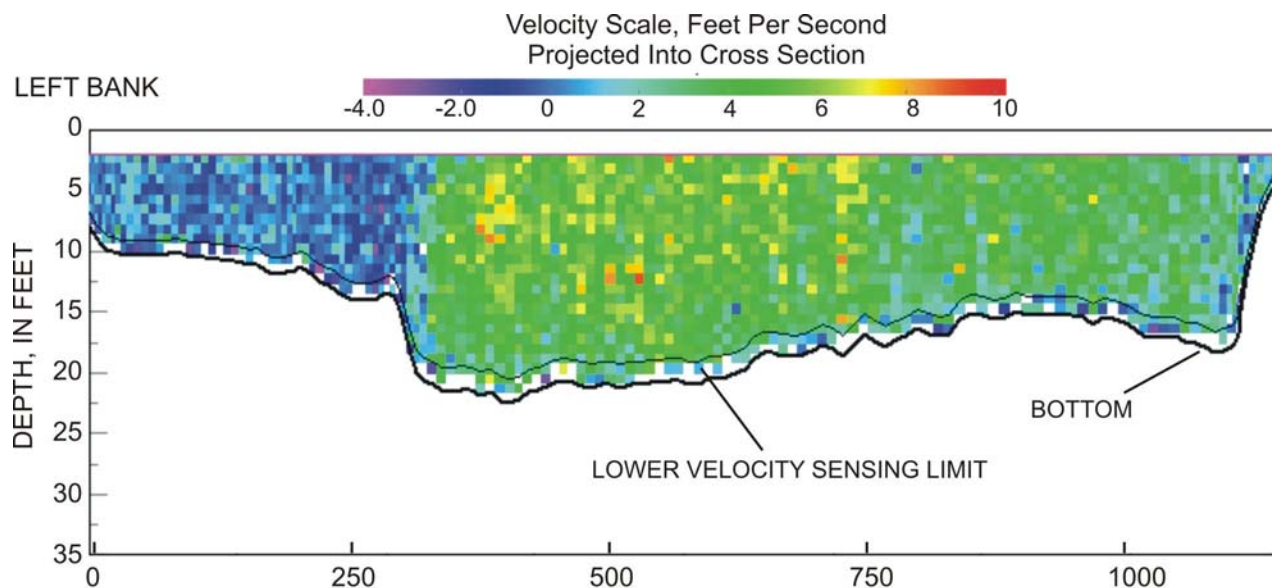 Velocity Scale, Feet Per Second
Projected Into Cross Section
LEFT BANK
-4.0 -2.0 0 2 4 6 8 10
0
5
10
15
20
25
30
35
DEPTH, IN FEET
BOTTOM
LOWER VELOCITY SENSING LIMIT
0 250 500 750 1000